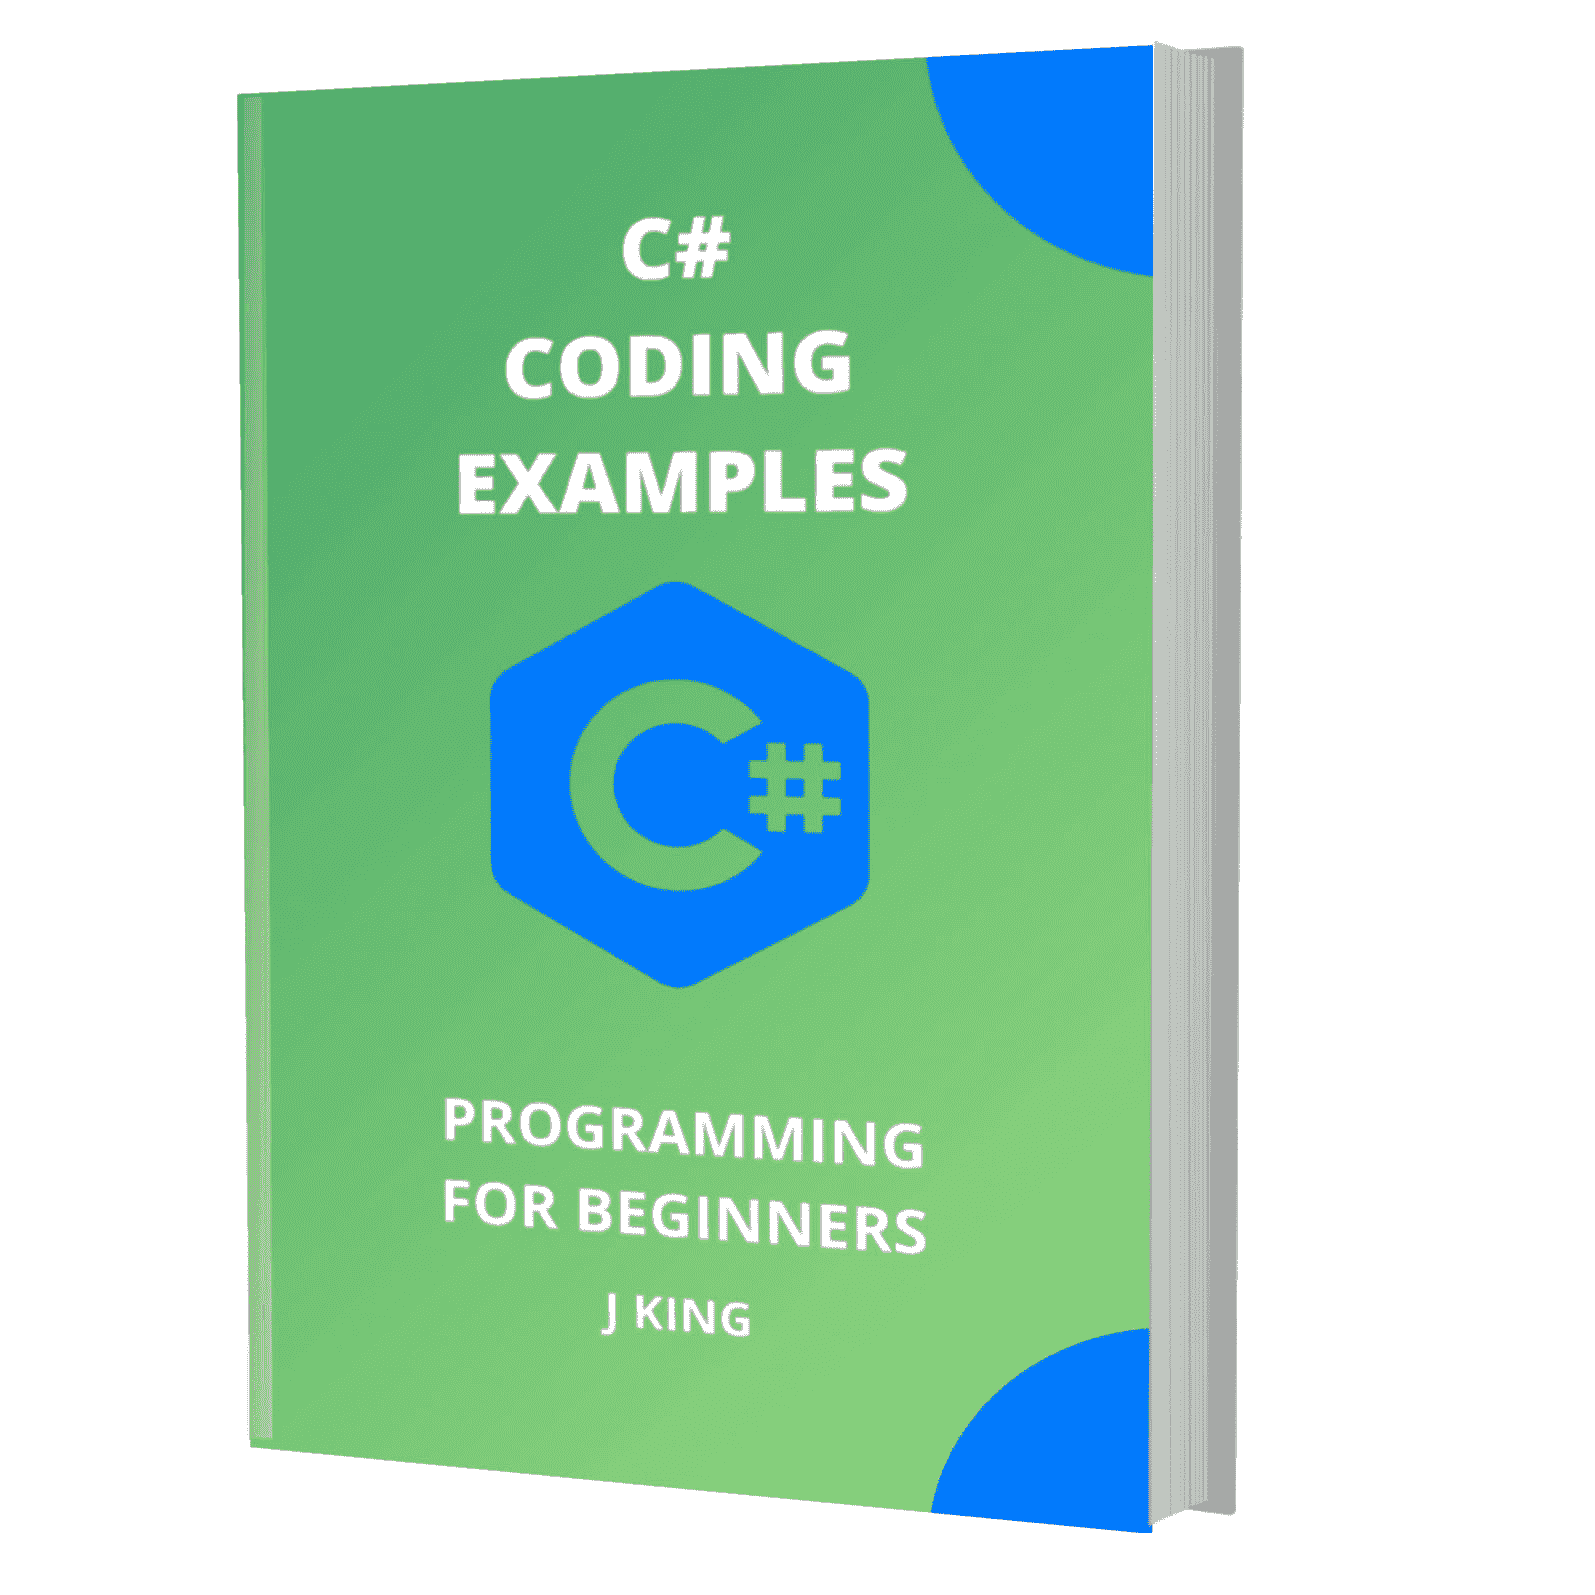 C#
CODING
EXAMPLES
C#
PROGRAMMING
FOR BEGINNERS
J KING